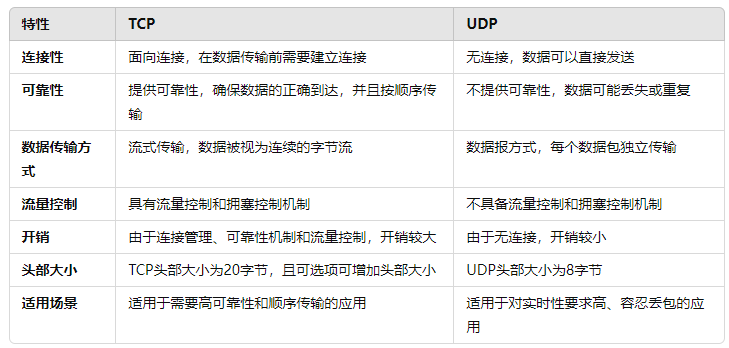 特性 TCP UDP
连接性 面向连接，在数据传输前需要建立连接 无连接，数据可以直接发送
可靠性 提供可靠性，确保数据的正确到达，并且按顺序传 不提供可靠性，数据可能丢失或重复
输
数据传输方 流式传输，数据被视为连续的字节流 数据报方式，每个数据包独立传输
式
流量控制 具有流量控制和拥塞控制机制 不具备流量控制和拥塞控制机制
开销 由于连接管理、可靠性机制和流量控制，开销较大 由于无连接，开销较小
头部大小 TCP头部大小为20字节，且可选项可增加头部大小 UDP头部大小为8字节
适用场景 适用于需要高可靠性和顺序传输的应用 适用于对实时性要求高、容忍丢包的应
用